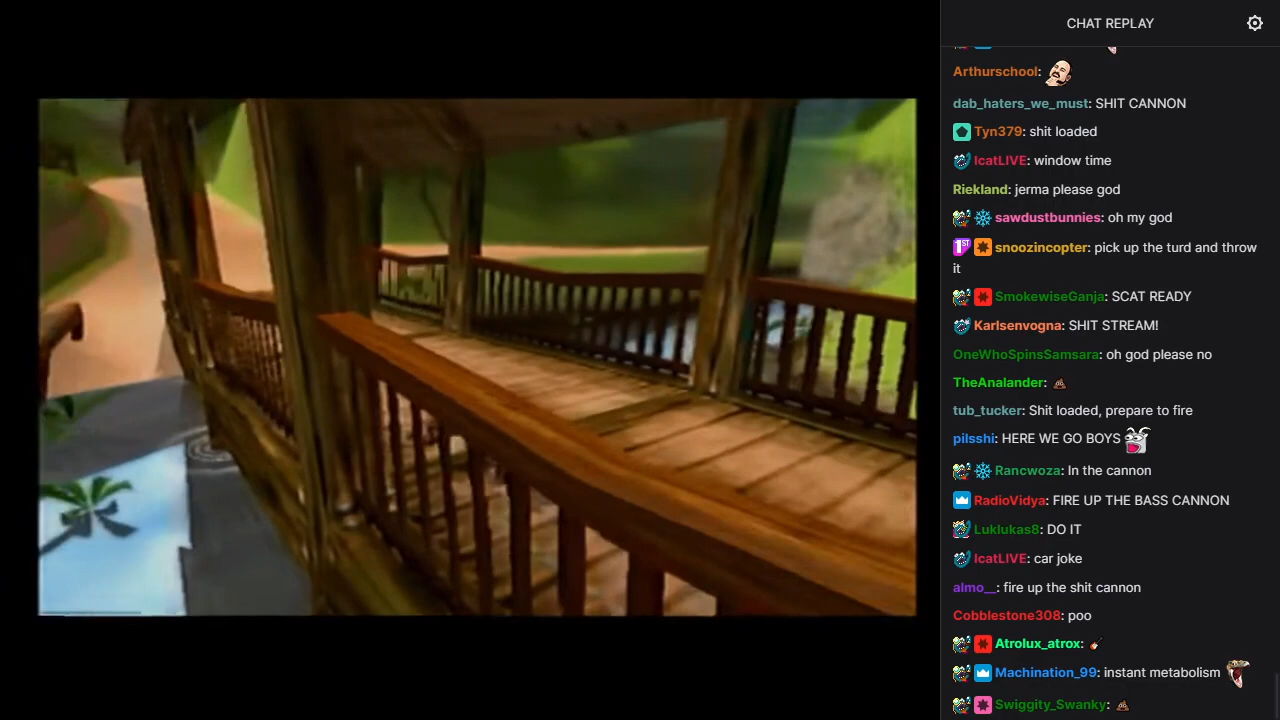 CHAT REPLAY
Arthurschool:
dab_haters_we_must: SHIT CANNON
Tyn379: shit loaded
IcatLIVE: window time
Riekland: jerma please god
sawdustbunnies: oh my god
1ST snoozincopter: pick up the turd and throw
it
SmokewiseGanja: SCAT READY
Karlsenvogna: SHIT STREAM!
OneWhoSpinsSamsara: oh god please no
TheAnalander:
tub_tucker: Shit loaded, prepare to fire
pilsshi: HERE WE GO BOYS
Rancwoza: In the cannon
RadioVidya: FIRE UP THE BASS CANNON
Luklukas8: DO IT
IcatLIVE: car joke
almo__: fire up the shit cannon
Cobblestone308: poo
Atrolux_atrox:
Machination_99: instant metabolism
Swiggity_Swanky: